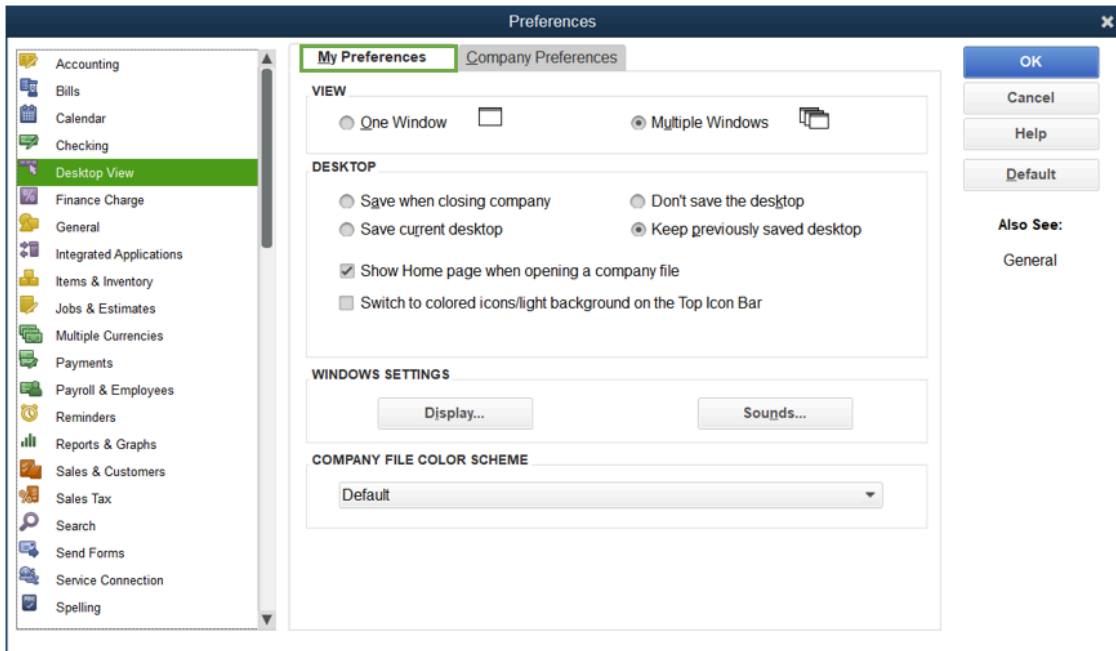 Preferences
Accounting
Bills
Calendar
Checking
Desktop View
Finance Charge
General
Integrated Applications
Items & Inventory
Jobs & Estimates
Multiple Currencies
Payments
Payroll & Employees
Reminders
Reports & Graphs
Sales & Customers
Sales Tax
Search
Send Forms
Service Connection
Spelling
My Preferences Company Preferences
VIEW
One Window Multiple Windows
DESKTOP
Save when closing company Don't save the desktop
Save current desktop Keep previously saved desktop
Show Home page when opening a company file
Switch to colored icons/light background on the Top Icon Bar
WINDOWS SETTINGS
Display... Sounds...
COMPANY FILE COLOR SCHEME
Default
OK
Cancel
Help
Default
Also See:
General